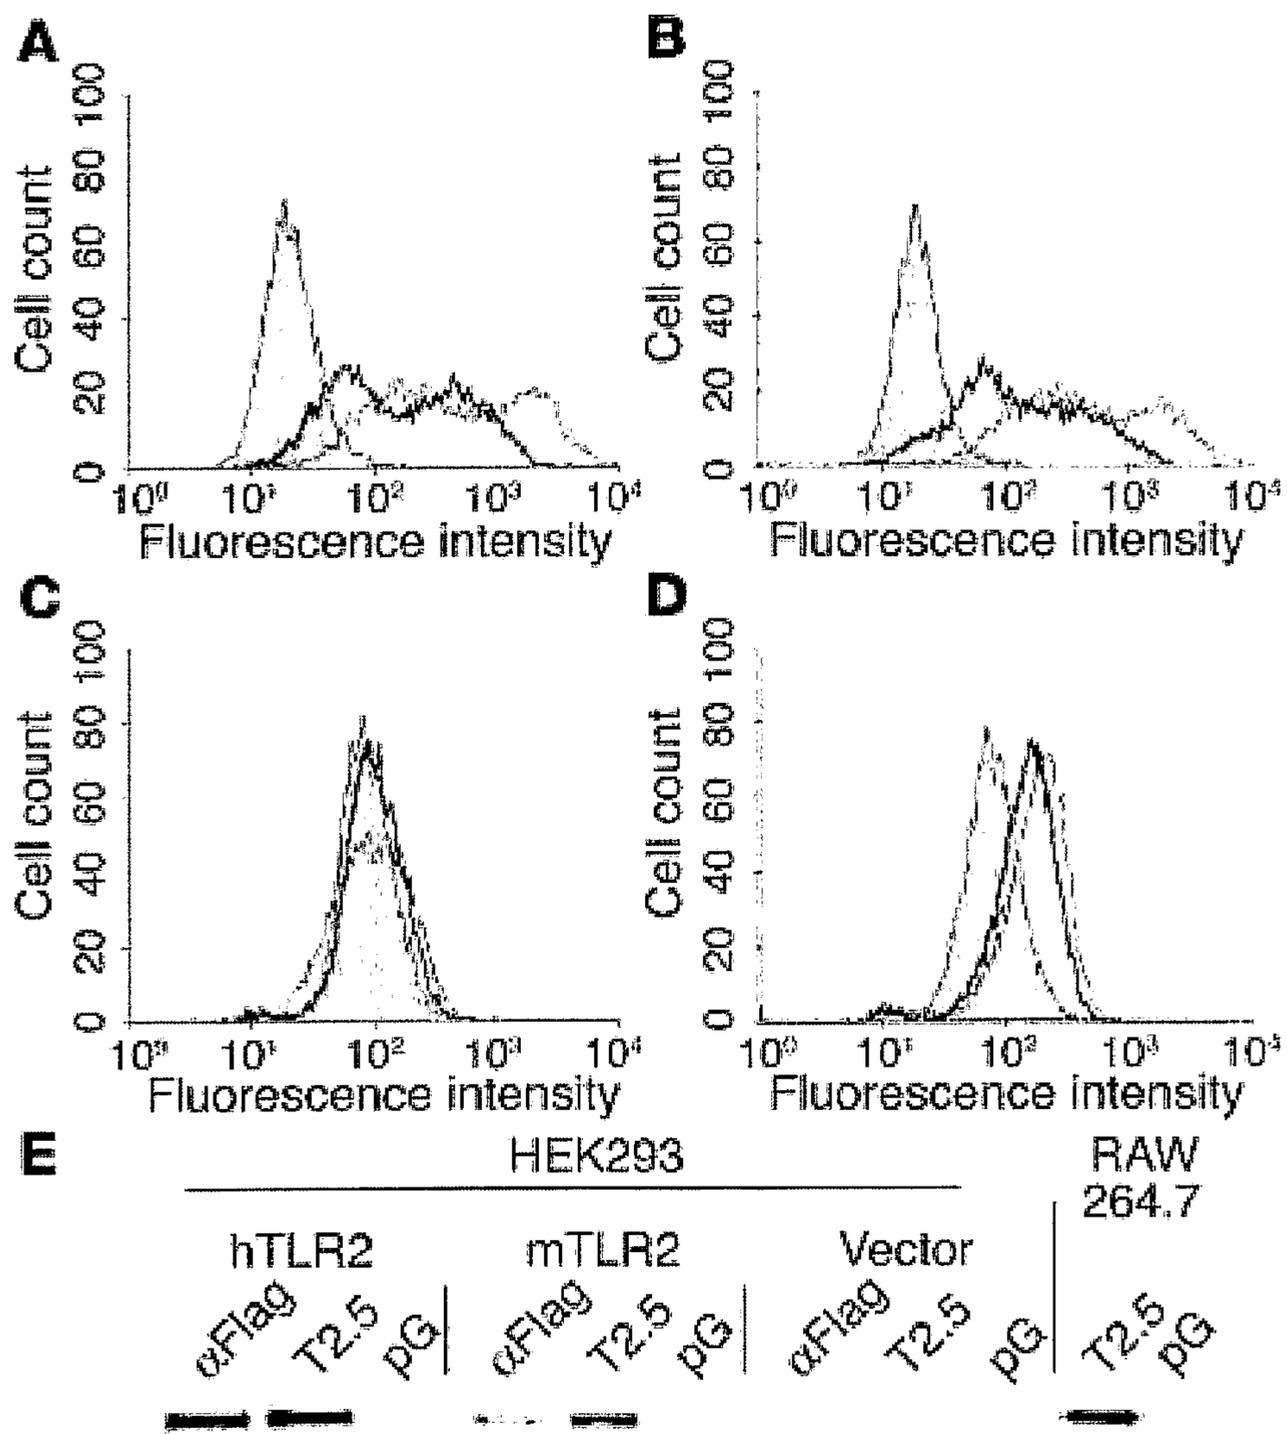 A
B
Cell count
0 20 40 60 80 100
10⁰ 10¹ 10² 10³ 10⁴
Fluorescence intensity
Cell count
0 20 40 60 80 100
10⁰ 10¹ 10² 10³ 10⁴
Fluorescence intensity
C
D
Cell count
0 20 40 60 80 100
10⁰ 10¹ 10² 10³ 10⁴
Fluorescence intensity
Cell count
0 20 40 60 80 100
10⁰ 10¹ 10² 10³
Fluorescence intensity
E
HEK293
RAW
264.7
hTLR2 mTLR2 Vector
αFlag T2.5 pG αFlag T2.5 pG αFlag T2.5 pG T2.5 pG